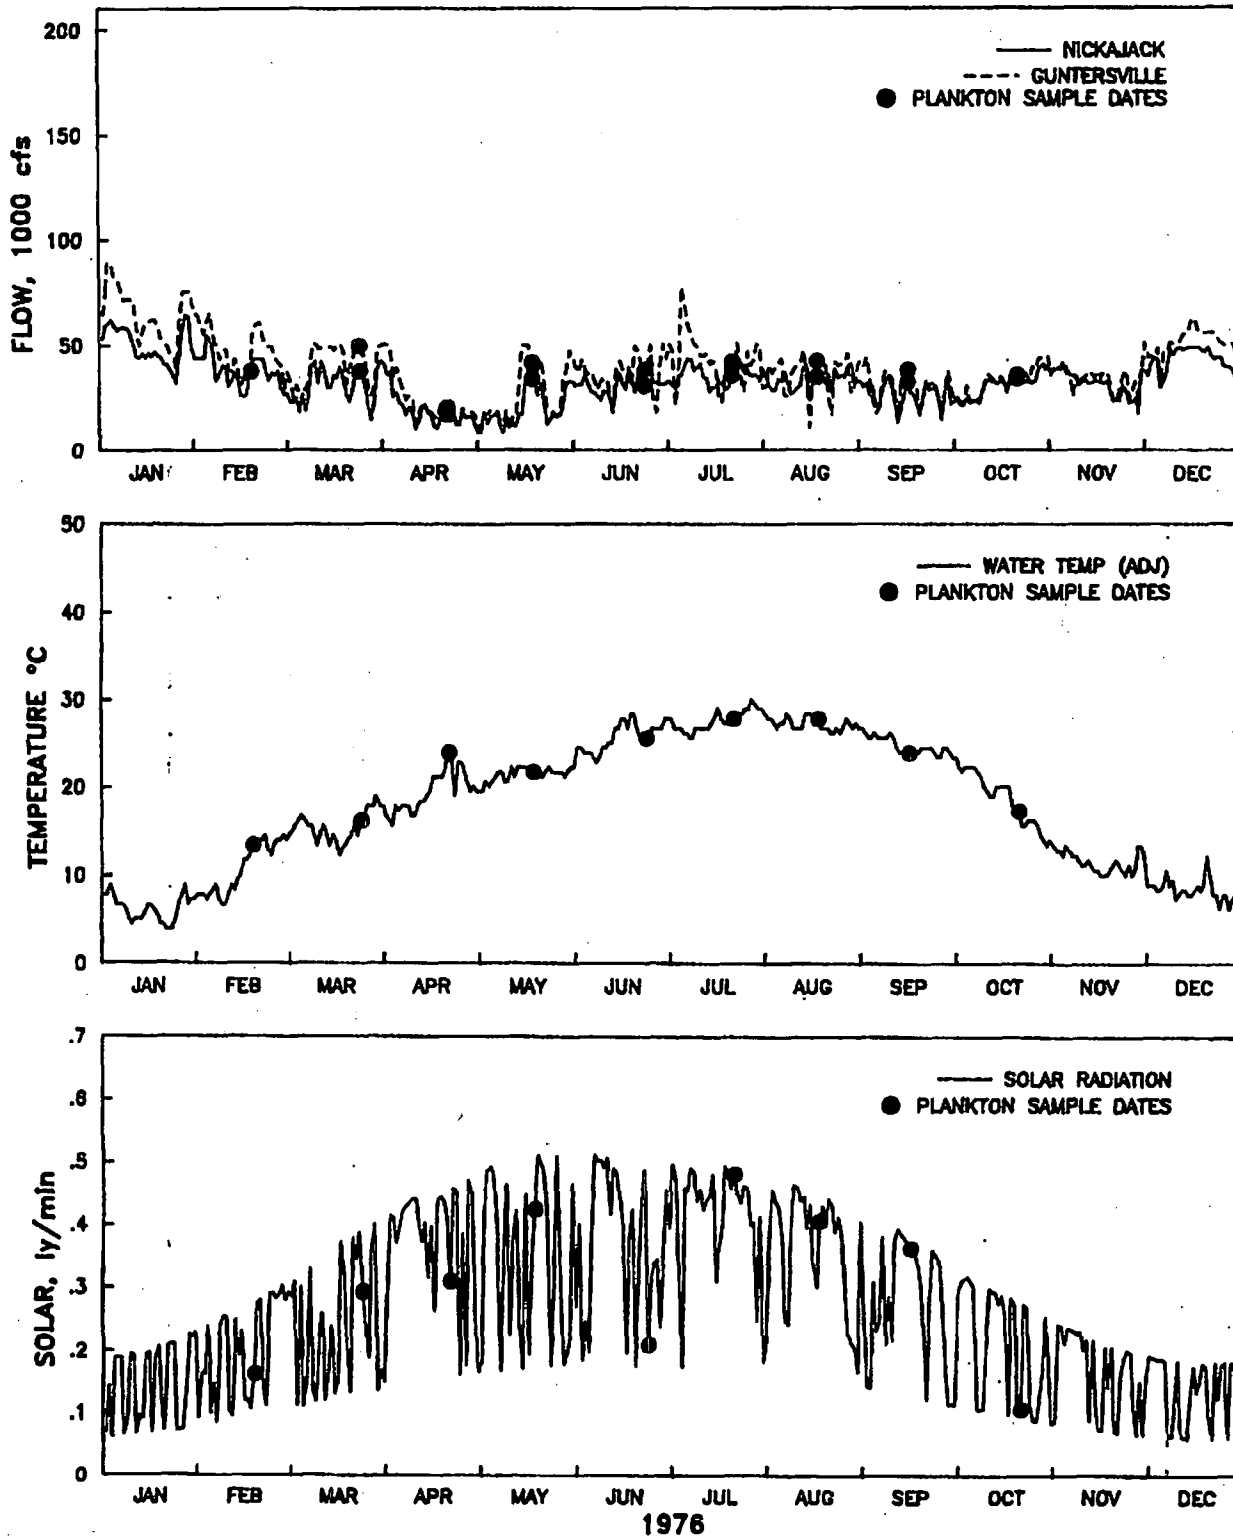 200
150
100
50
0
FLOW, 1000 cfs
NICKAJACK
GUNTERSVILLE
PLANKTON SAMPLE DATES
JAN FEB MAR APR MAY JUN JUL AUG SEP OCT NOV DEC
50
40
30
20
10
0
TEMPERATURE °C
WATER TEMP (ADJ)
PLANKTON SAMPLE DATES
JAN FEB MAR APR MAY JUN JUL AUG SEP OCT NOV DEC
.7
.6
.5
.4
.3
.2
.1
0
SOLAR, ly/min
SOLAR RADIATION
PLANKTON SAMPLE DATES
JAN FEB MAR APR MAY JUN JUL AUG SEP OCT NOV DEC
1976